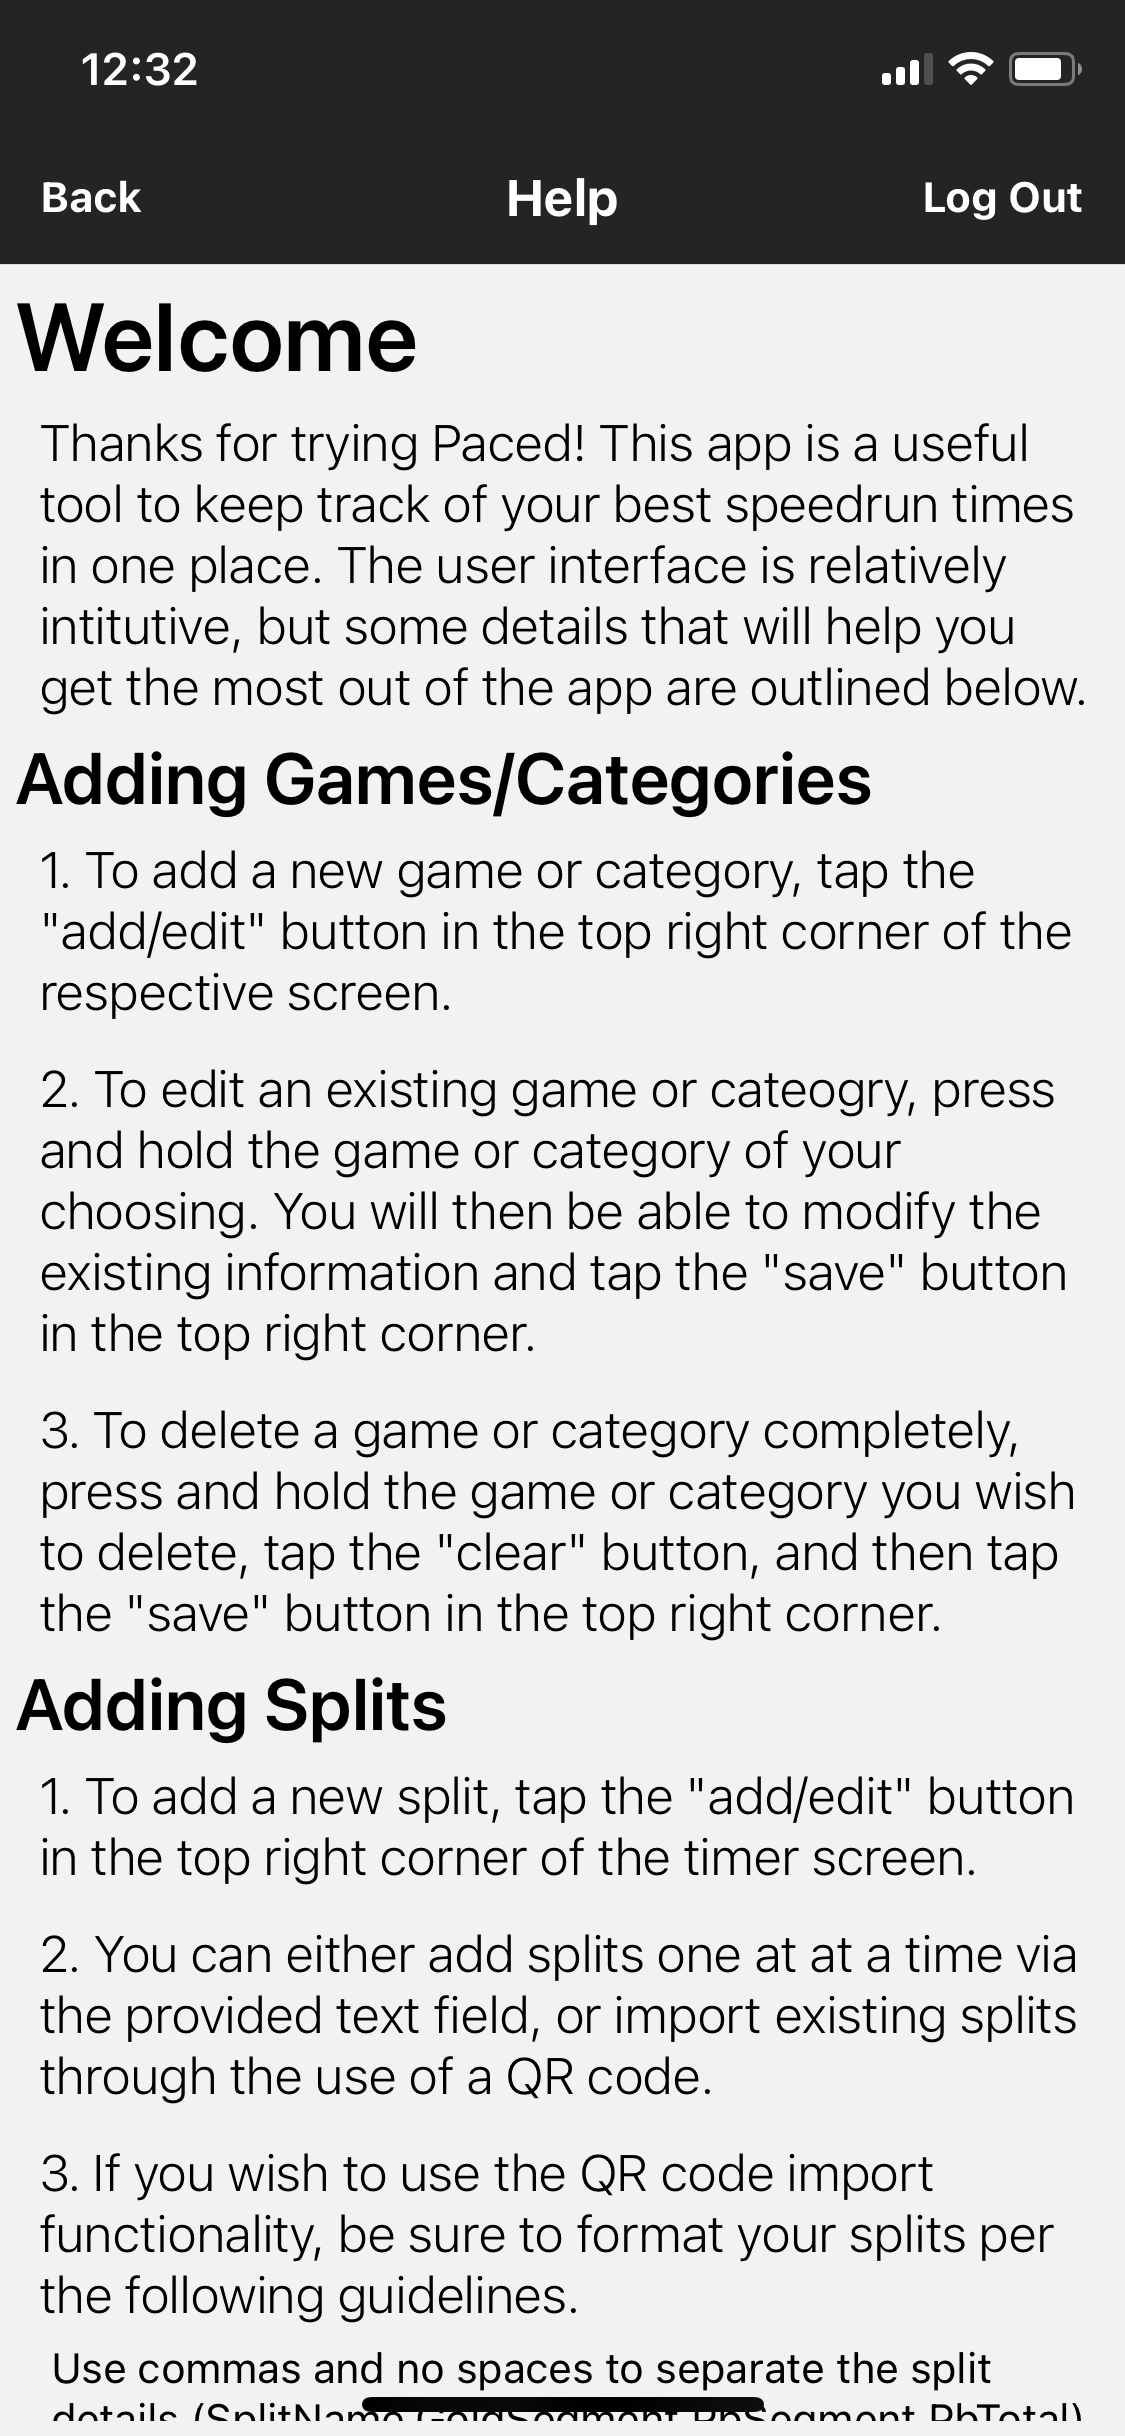 12:32
Back Help Log Out
Welcome
Thanks for trying Paced! This app is a useful
tool to keep track of your best speedrun times
in one place. The user interface is relatively
intitutive, but some details that will help you
get the most out of the app are outlined below.
Adding Games/Categories
1. To add a new game or category, tap the
"add/edit" button in the top right corner of the
respective screen.
2. To edit an existing game or cateogry, press
and hold the game or category of your
choosing. You will then be able to modify the
existing information and tap the "save" button
in the top right corner.
3. To delete a game or category completely,
press and hold the game or category you wish
to delete, tap the "clear" button, and then tap
the "save" button in the top right corner.
Adding Splits
1. To add a new split, tap the "add/edit" button
in the top right corner of the timer screen.
2. You can either add splits one at at a time via
the provided text field, or import existing splits
through the use of a QR code.
3. If you wish to use the QR code import
functionality, be sure to format your splits per
the following guidelines.
Use commas and no spaces to separate the split
details (SplitName,GoldSegment,PbSegment,PbTotal)